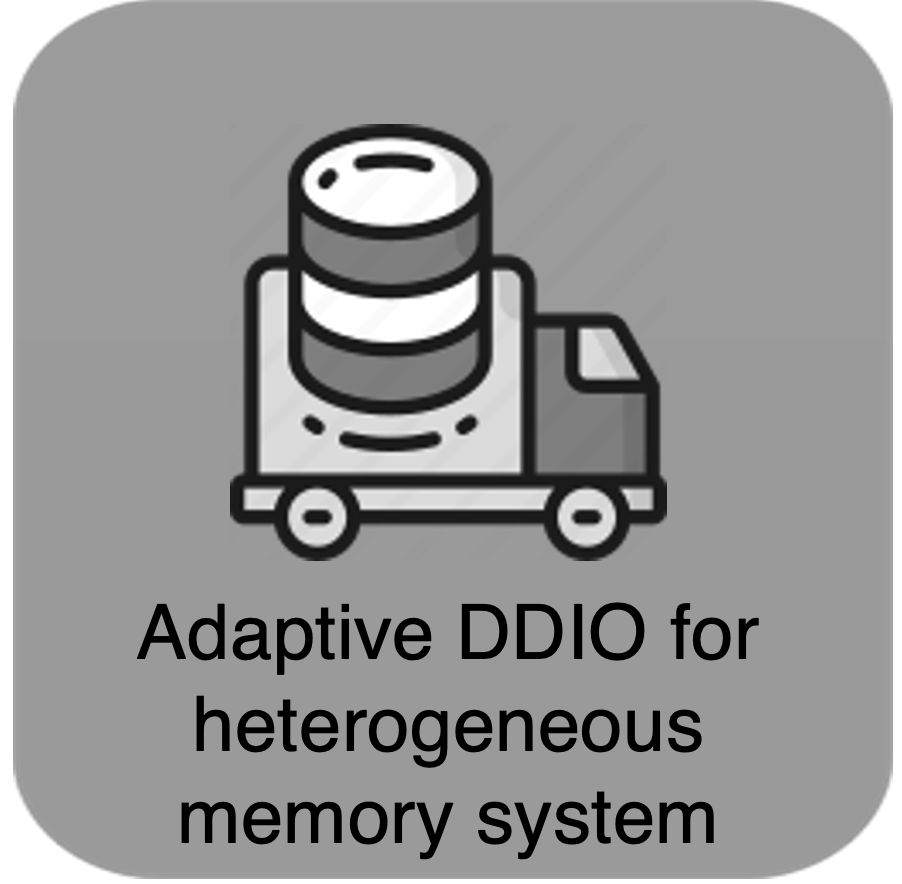 Adaptive DDIO for
heterogeneous
memory system